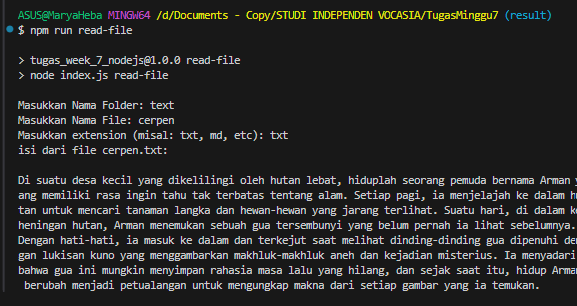 ASUS@MaryaHeba MINGW64 /d/Documents - Copy/STUDI INDEPENDEN VOCASIA/TugasMinggu7 (result)
$ npm run read-file
> tugas_week_7_nodejs@1.0.0 read-file
> node index.js read-file
Masukkan Nama Folder: text
Masukkan Nama File: cerpen
Masukkan extension (misal: txt, md, etc): txt
isi dari file cerpen.txt:
Di suatu desa kecil yang dikelilingi oleh hutan lebat, hiduplah seorang pemuda bernama Arman y
ang memiliki rasa ingin tahu tak terbatas tentang alam. Setiap pagi, ia menjelajah ke dalam hu
tan untuk mencari tanaman langka dan hewan-hewan yang jarang terlihat. Suatu hari, di dalam ke
heningan hutan, Arman menemukan sebuah gua tersembunyi yang belum pernah ia lihat sebelumnya.
Dengan hati-hati, ia masuk ke dalam dan terkejut saat melihat dinding-dinding gua dipenuhi den
gan lukisan kuno yang menggambarkan makhluk-makhluk aneh dan kejadian misterius. Ia menyadari
bahwa gua ini mungkin menyimpan rahasia masa lalu yang hilang, dan sejak saat itu, hidup Arman
berubah menjadi petualangan untuk mengungkap makna dari setiap gambar yang ia temukan.